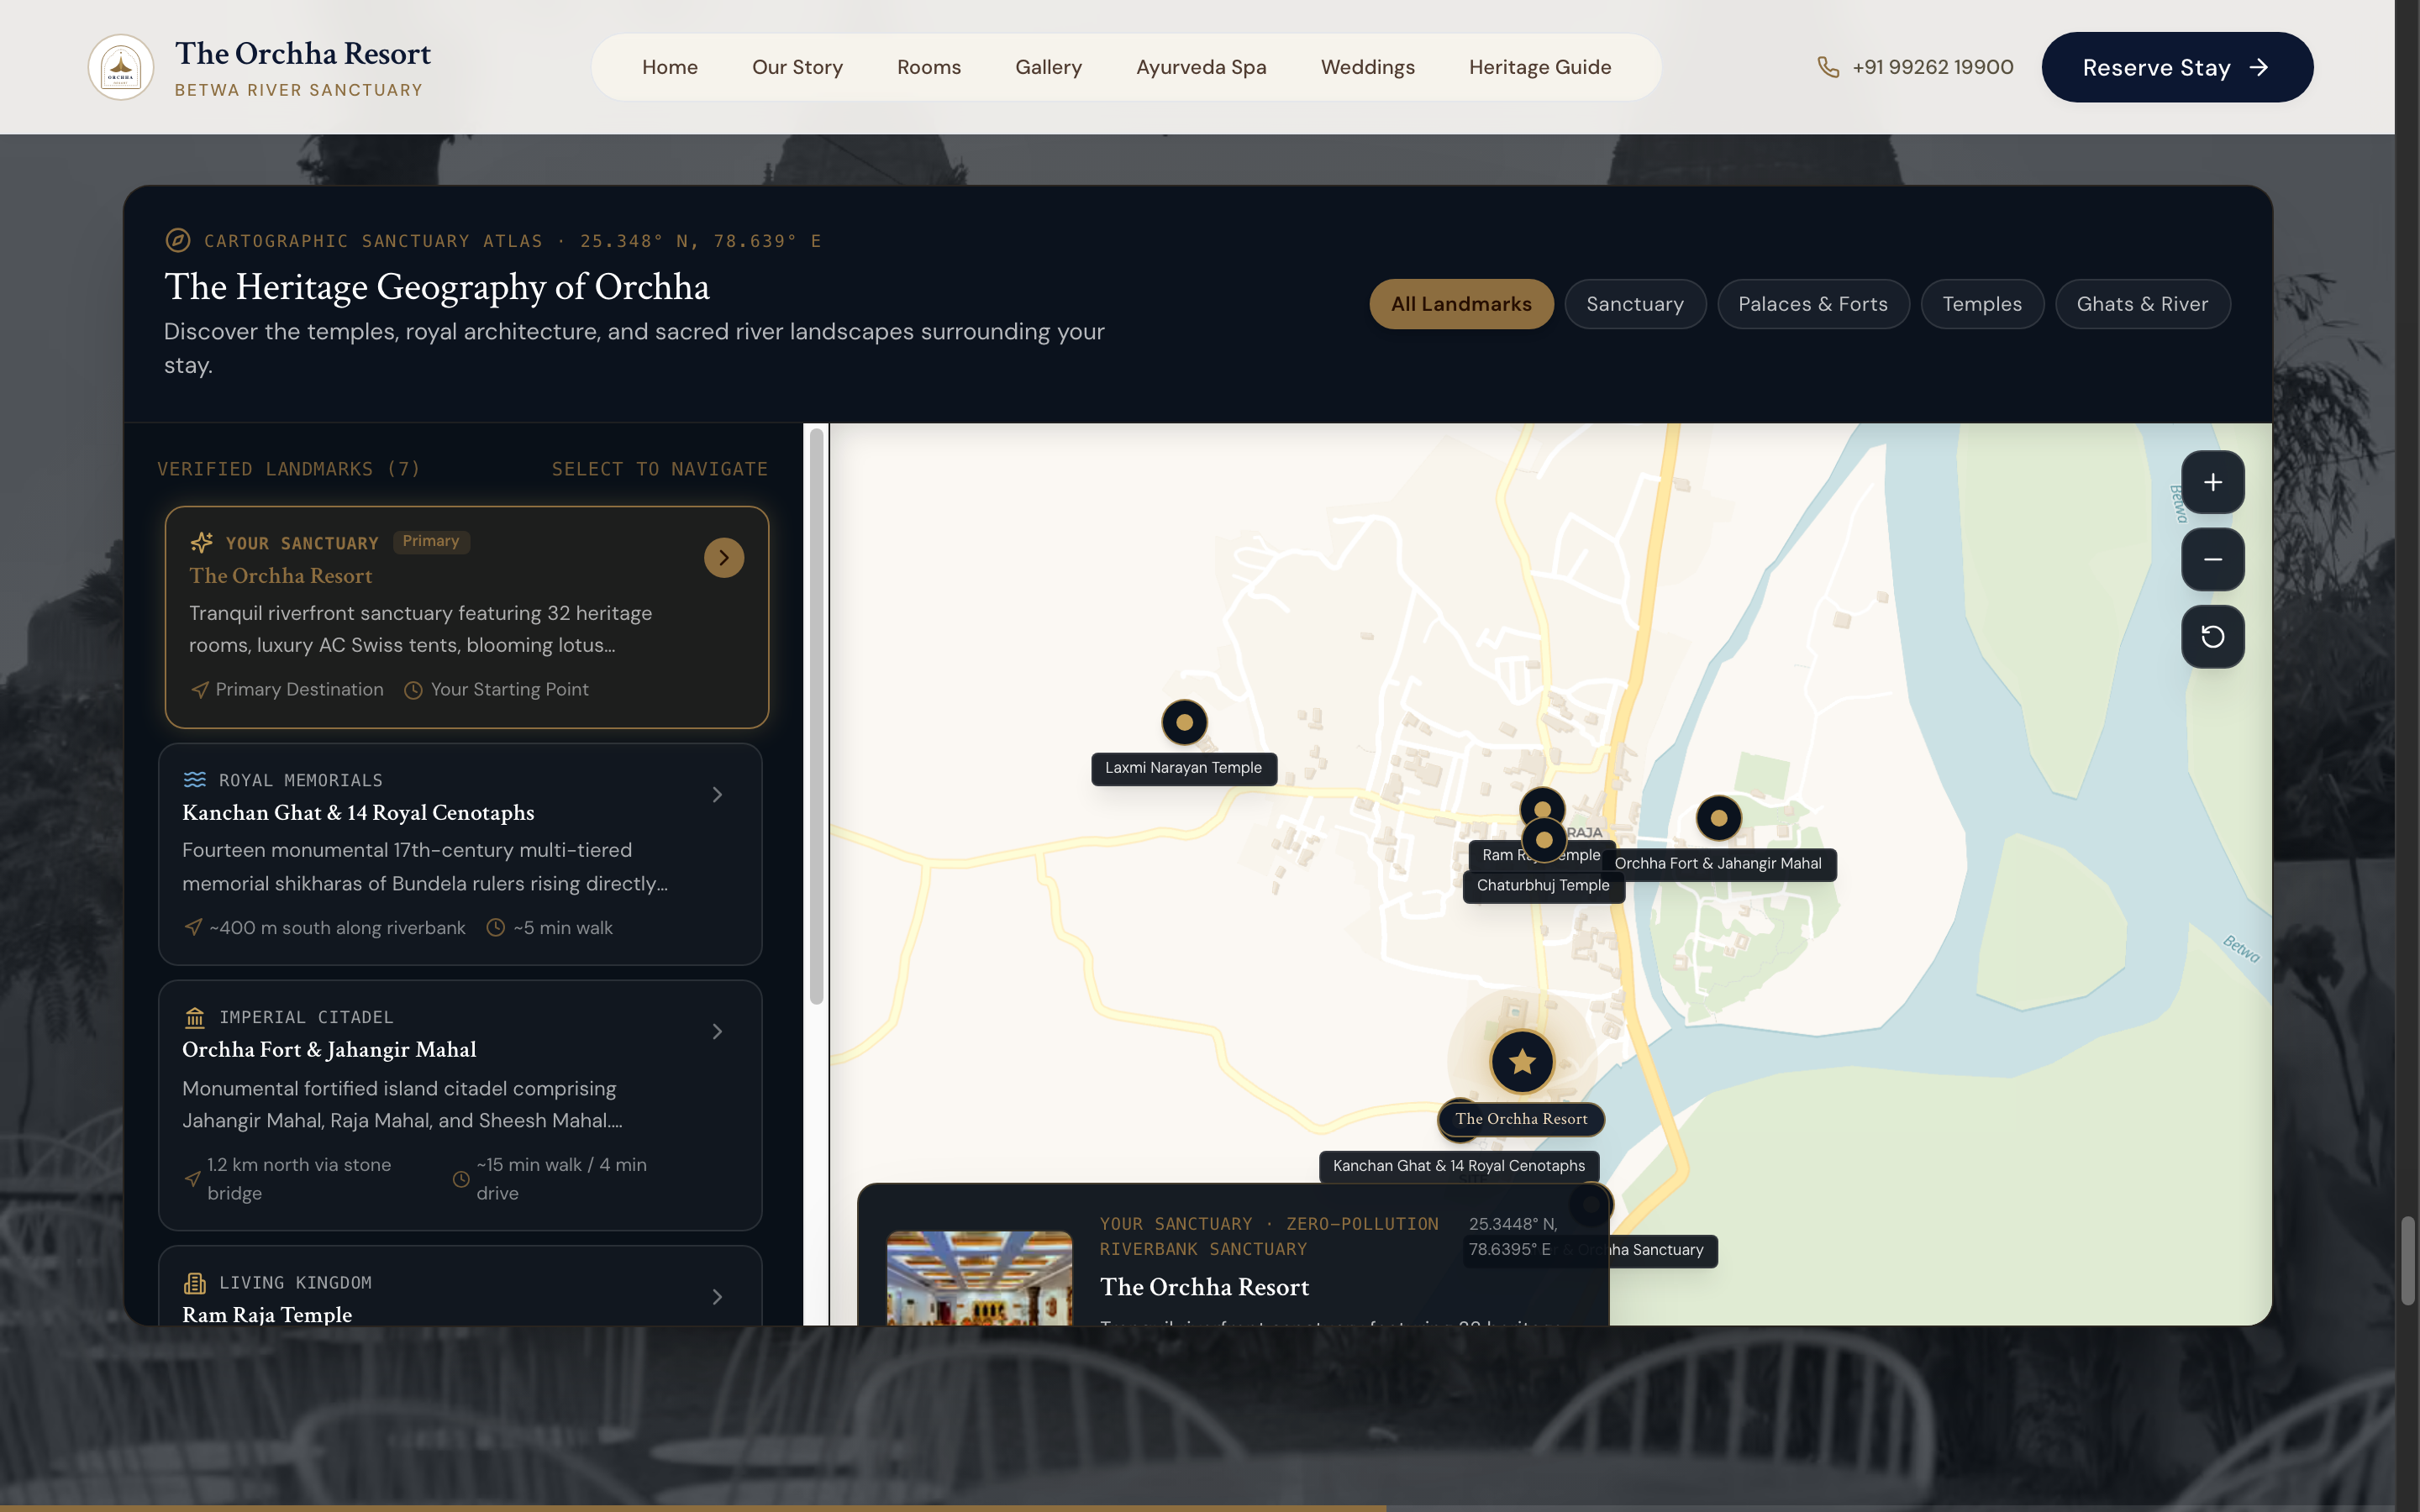 ORCHHA
The Orchha Resort
BETWA RIVER SANCTUARY
Home
Our Story
Rooms
Gallery
Ayurveda Spa
Weddings
Heritage Guide
+91 99262 19900
Reserve Stay
CARTOGRAPHIC SANCTUARY ATLAS · 25.348° N, 78.639° E
The Heritage Geography of Orchha
Discover the temples, royal architecture, and sacred river landscapes surrounding your
stay.
All Landmarks
Sanctuary
Palaces & Forts
Temples
Ghats & River
VERIFIED LANDMARKS (7)
SELECT TO NAVIGATE
YOUR SANCTUARY
Primary
The Orchha Resort
Tranquil riverfront sanctuary featuring 32 heritage
rooms, luxury AC Swiss tents, blooming lotus...
Primary Destination
Your Starting Point
ROYAL MEMORIALS
Kanchan Ghat & 14 Royal Cenotaphs
Fourteen monumental 17th-century multi-tiered
memorial shikharas of Bundela rulers rising directly...
~400 m south along riverbank
~5 min walk
IMPERIAL CITADEL
Orchha Fort & Jahangir Mahal
Monumental fortified island citadel comprising
Jahangir Mahal, Raja Mahal, and Sheesh Mahal....
1.2 km north via stone
bridge
~15 min walk / 4 min
drive
LIVING KINGDOM
Ram Raja Temple
Betwa
Laxmi Narayan Temple
RAJA
Ram
Orchha Fort & Jahangir Mahal
Chaturbhuj Temple
Betwa
The Orchha Resort
Kanchan Ghat & 14 Royal Cenotaphs
YOUR SANCTUARY · ZERO-POLLUTION
RIVERBANK SANCTUARY
25.3448° N,
78.6395° E
& Orchha Sanctuary
The Orchha Resort